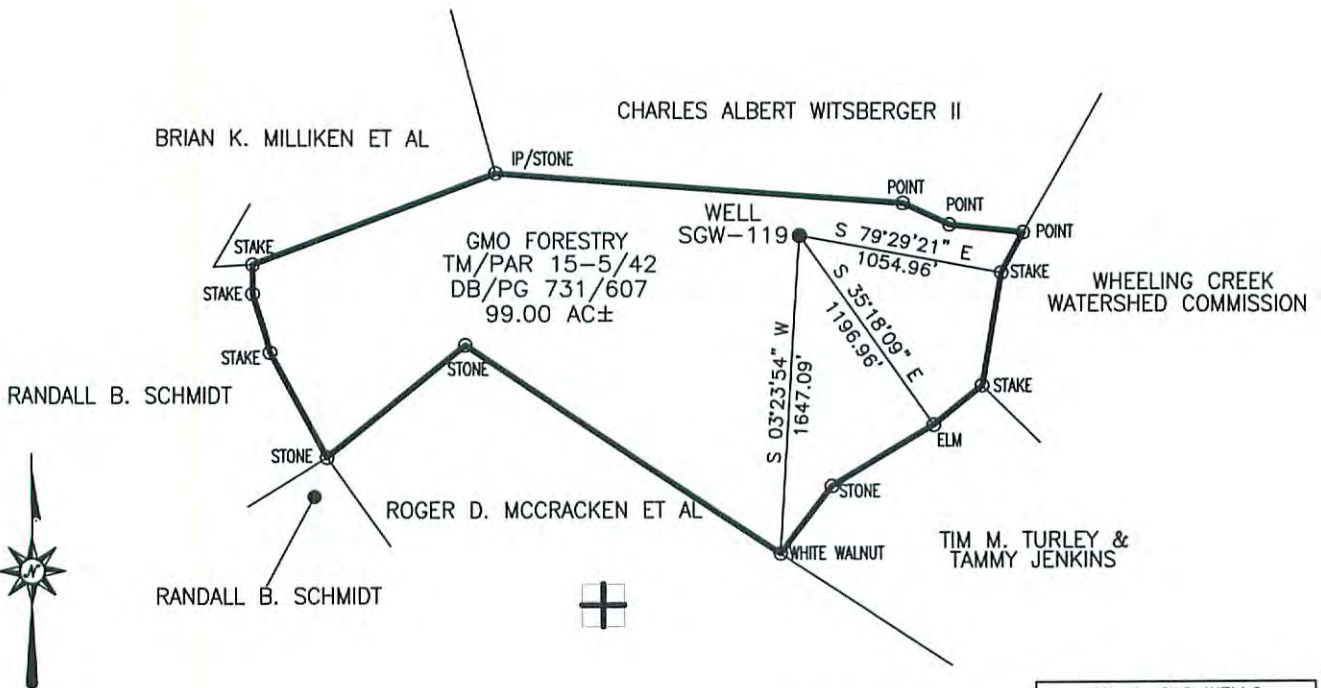 CHARLES ALBERT WITSBERGER II
BRIAN K. MILLIKEN ET AL
IP/STONE
POINT
POINT
POINT
WELL
SGW-119
S 79°29'21" E
1054.96'
GMO FORESTRY
TM/PAR 15-5/42
DB/PG 731/607
99.00 AC±
STAKE
STAKE
STAKE
STAKE
WHEELING CREEK
WATERSHED COMMISSION
S 35°18'09" E
1196.96'
S 03°23'54" W
1647.09'
STONE
RANDALL B. SCHMIDT
STAKE
ELM
STONE
STONE
ROGER D. MCCRACKEN ET AL
WHITE WALNUT
TIM M. TURLEY &
TAMMY JENKINS
N
RANDALL B. SCHMIDT